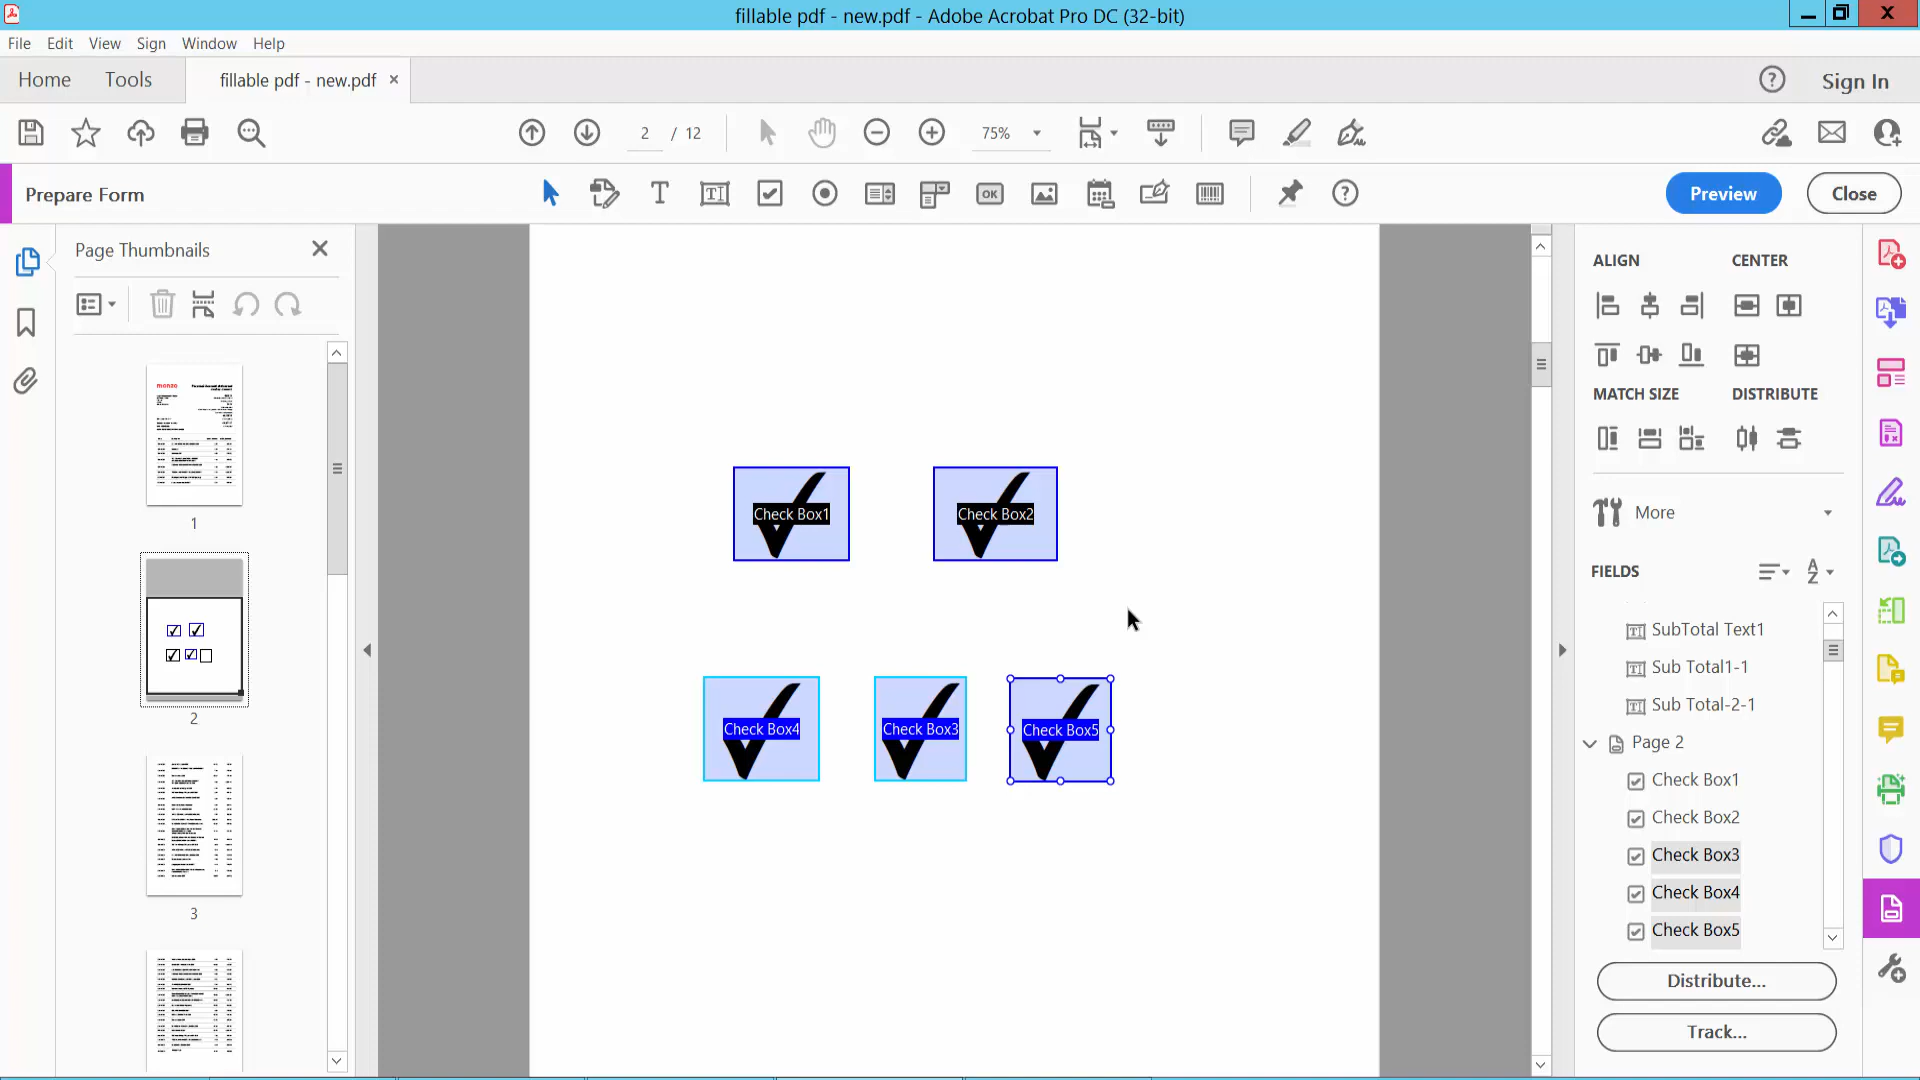 fillable pdf - new.pdf - Adobe Acrobat Pro DC (32-bit)
File Edit View Sign Window Help
Home Tools fillable pdf - new.pdf × Sign In
2 / 12 75%
Prepare Form OK Preview Close
Page Thumbnails
1
2
3
Check Box1 Check Box2
Check Box4 Check Box3 Check Box5
ALIGN CENTER
MATCH SIZE DISTRIBUTE
More
FIELDS
SubTotal Text1
Sub Total1-1
Sub Total-2-1
Page 2
Check Box1
Check Box2
Check Box3
Check Box4
Check Box5
Distribute...
Track...